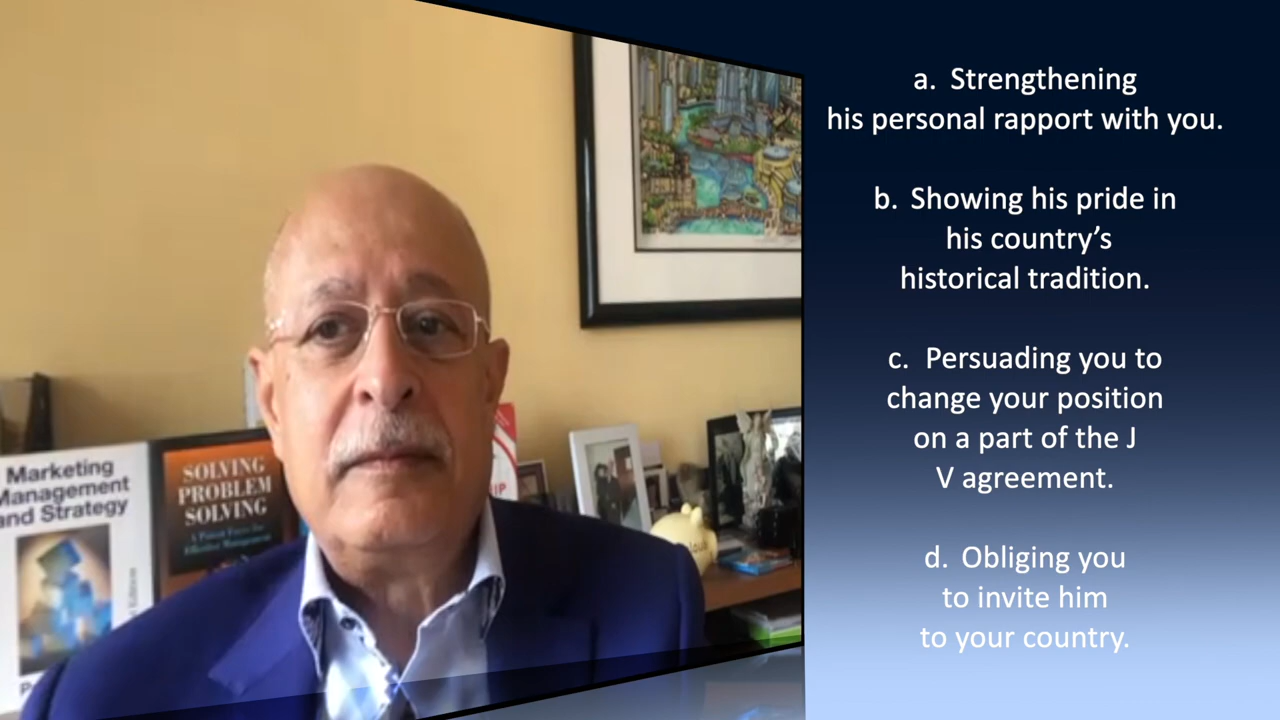 a. Strengthening
his personal rapport with you.
b. Showing his pride in
his country's
historical tradition.
c. Persuading you to
change your position
on a part of the J
V agreement.
d. Obliging you
to invite him
to your country.
Marketing
Management
and Strategy
SOLVING
PROBLEM
SOLVING
Effective Management